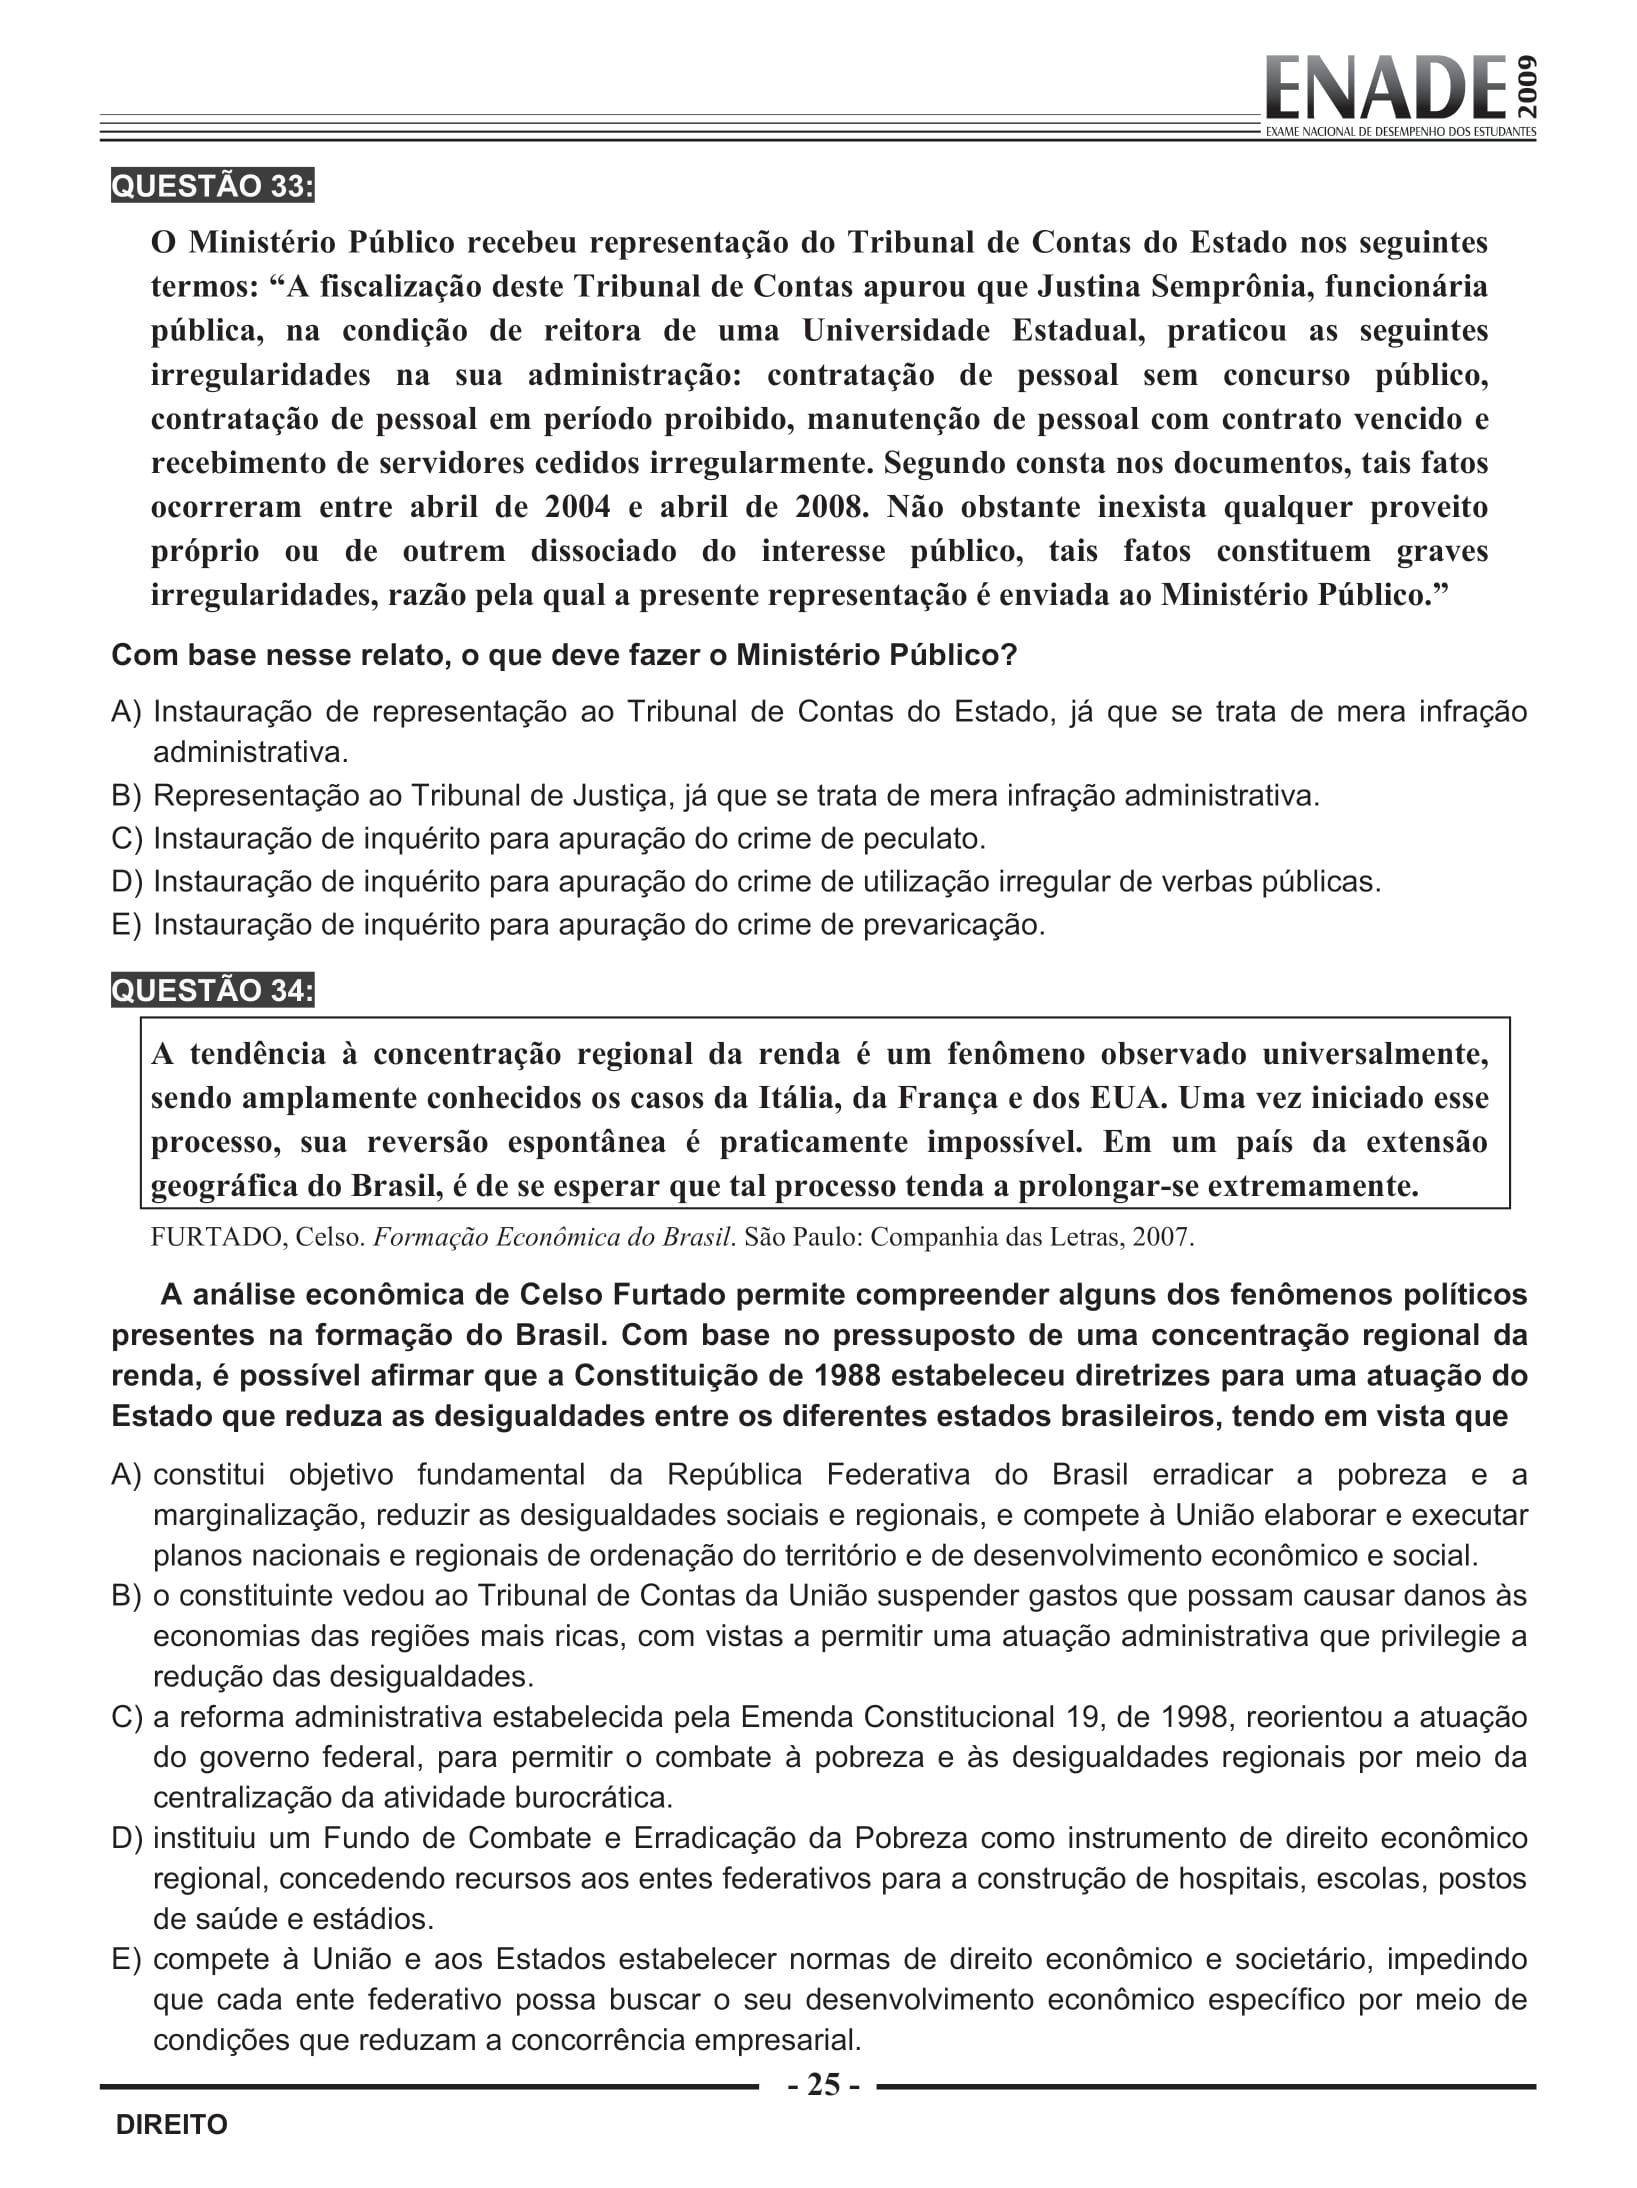 ENADE 2009
EXAME NACIONAL DE DESEMPENHO DOS ESTUDANTES
QUESTÃO 33:
O Ministério Público recebeu representação do Tribunal de Contas do Estado nos seguintes
termos: “A fiscalização deste Tribunal de Contas apurou que Justina Semprônia, funcionária
pública, na condição de reitora de uma Universidade Estadual, praticou as seguintes
irregularidades na sua administração: contratação de pessoal sem concurso público,
contratação de pessoal em período proibido, manutenção de pessoal com contrato vencido e
recebimento de servidores cedidos irregularmente. Segundo consta nos documentos, tais fatos
ocorreram entre abril de 2004 e abril de 2008. Não obstante inexista qualquer proveito
próprio ou de outrem dissociado do interesse público, tais fatos constituem graves
irregularidades, razão pela qual a presente representação é enviada ao Ministério Público.”
Com base nesse relato, o que deve fazer o Ministério Público?
A) Instauração de representação ao Tribunal de Contas do Estado, já que se trata de mera infração
administrativa.
B) Representação ao Tribunal de Justiça, já que se trata de mera infração administrativa.
C) Instauração de inquérito para apuração do crime de peculato.
D) Instauração de inquérito para apuração do crime de utilização irregular de verbas públicas.
E) Instauração de inquérito para apuração do crime de prevaricação.
QUESTÃO 34:
A tendência à concentração regional da renda é um fenômeno observado universalmente,
sendo amplamente conhecidos os casos da Itália, da França e dos EUA. Uma vez iniciado esse
processo, sua reversão espontânea é praticamente impossível. Em um país da extensão
geográfica do Brasil, é de se esperar que tal processo tenda a prolongar-se extremamente.
FURTADO, Celso. Formação Econômica do Brasil. São Paulo: Companhia das Letras, 2007.
A análise econômica de Celso Furtado permite compreender alguns dos fenômenos políticos
presentes na formação do Brasil. Com base no pressuposto de uma concentração regional da
renda, é possível afirmar que a Constituição de 1988 estabeleceu diretrizes para uma atuação do
Estado que reduza as desigualdades entre os diferentes estados brasileiros, tendo em vista que
A) constitui objetivo fundamental da República Federativa do Brasil erradicar a pobreza e a
marginalização, reduzir as desigualdades sociais e regionais, e compete à União elaborar e executar
planos nacionais e regionais de ordenação do território e de desenvolvimento econômico e social.
B) o constituinte vedou ao Tribunal de Contas da União suspender gastos que possam causar danos às
economias das regiões mais ricas, com vistas a permitir uma atuação administrativa que privilegie a
redução das desigualdades.
C) a reforma administrativa estabelecida pela Emenda Constitucional 19, de 1998, reorientou a atuação
do governo federal, para permitir o combate à pobreza e às desigualdades regionais por meio da
centralização da atividade burocrática.
D) instituiu um Fundo de Combate e Erradicação da Pobreza como instrumento de direito econômico
regional, concedendo recursos aos entes federativos para a construção de hospitais, escolas, postos
de saúde e estádios.
E) compete à União e aos Estados estabelecer normas de direito econômico e societário, impedindo
que cada ente federativo possa buscar o seu desenvolvimento econômico específico por meio de
condições que reduzam a concorrência empresarial.
- 25 -
DIREITO